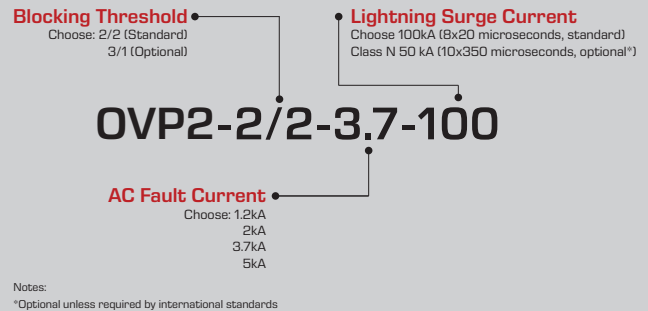 Blocking Threshold
Choose: 2/2 (Standard)
3/1 (Optional)
Lightning Surge Current
Choose 100kA (8x20 microseconds, standard)
Class N 50 kA (10x350 microseconds, optional*)
OVP2-2/2-3.7-100
AC Fault Current
Choose: 1.2kA
2kA
3.7kA
5kA
Notes:
*Optional unless required by international standards